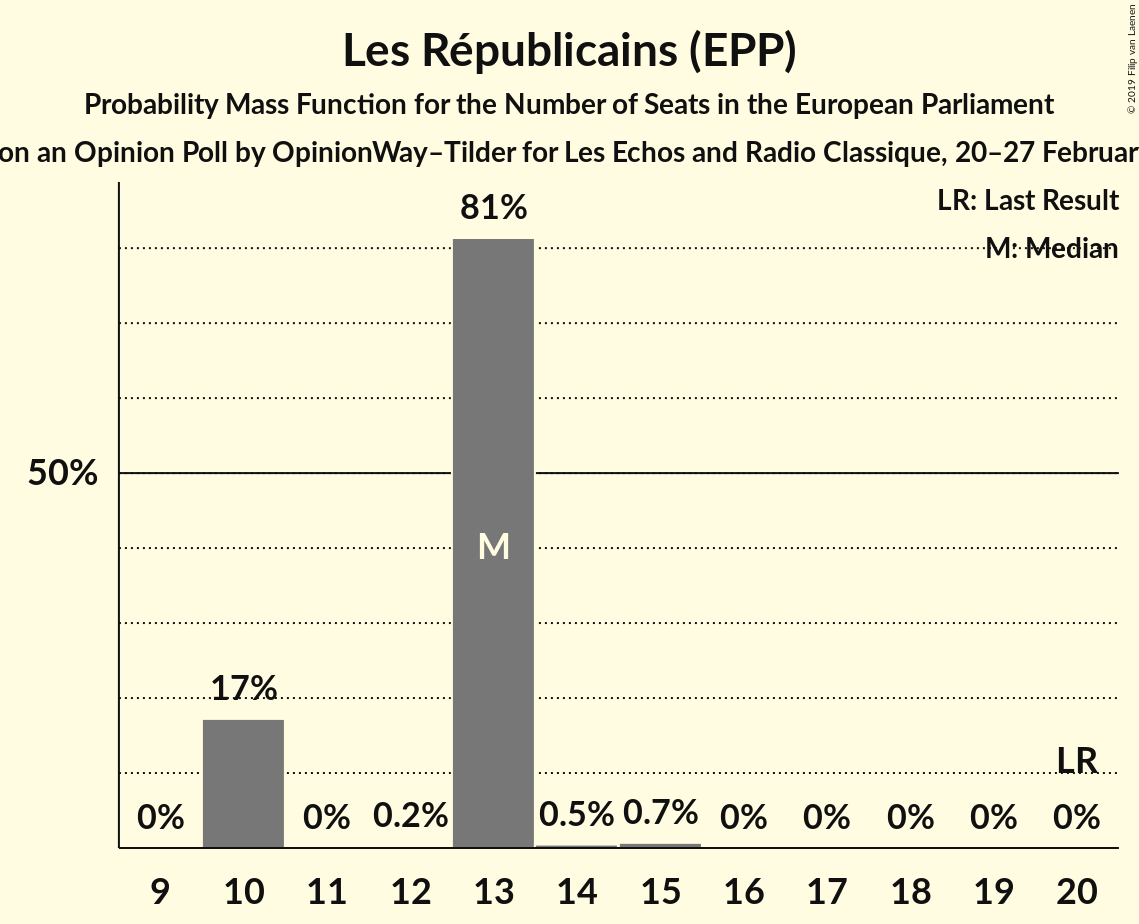 © 2019 Filip van Laenen
Les Républicains (EPP)
Probability Mass Function for the Number of Seats in the European Parliament
on an Opinion Poll by OpinionWay–Tilder for Les Echos and Radio Classique, 20–27 Februar
LR: Last Result
M: Median
81%
50%
M
17%
LR
0% 0% 0.2% 0.5% 0.7% 0% 0% 0% 0% 0%
9 10 11 12 13 14 15 16 17 18 19 20